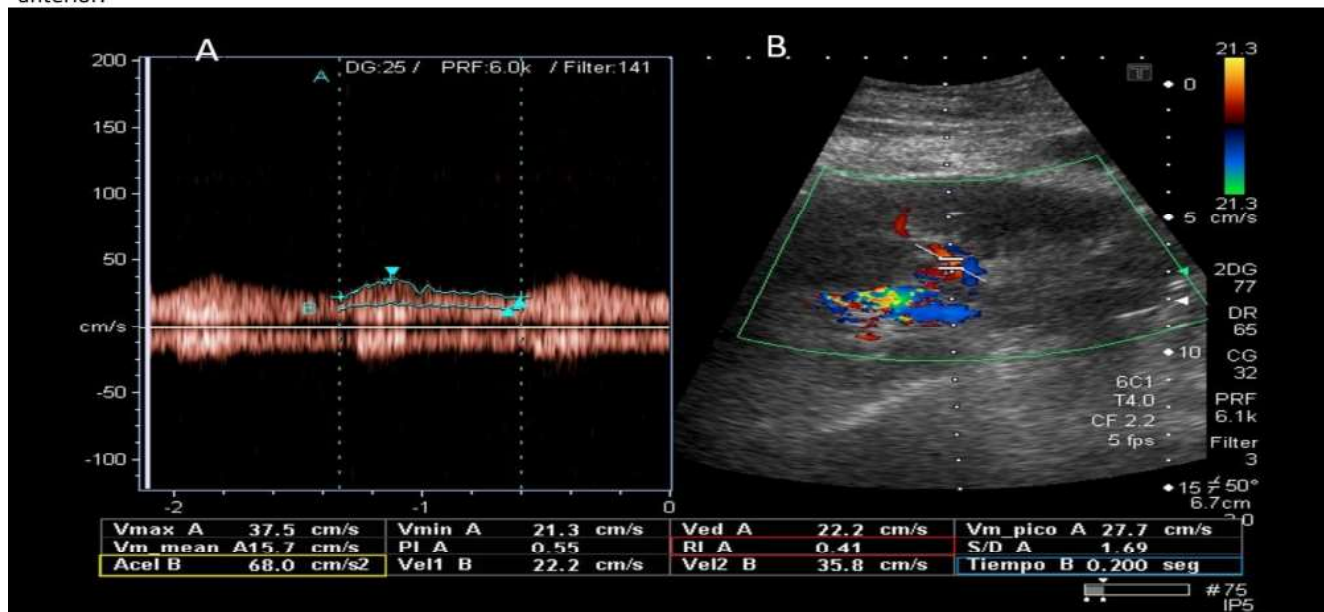 anterior.
A
B
DG:25 / PRF:6.0k / Filter:141
A
B
200
150
100
50
cm/s
-50
-100
-2
-1
0
21.3
21.3
cm/s
T
0
5
10
15
2DG
77
DR
65
CG
32
PRF
6.1k
Filter
3
50°
6.7cm
6C1
T4.0
CF 2.2
5 fps
Vmax A 37.5 cm/s Vmin A 21.3 cm/s Ved A 22.2 cm/s Vm_pico A 27.7 cm/s
Vm_mean A15.7 cm/s PI A 0.55 RI A 0.41 S/D A 1.69
Acel B 68.0 cm/s2 Vel1 B 22.2 cm/s Vel2 B 35.8 cm/s Tiempo B 0.200 seg
#75
IP5